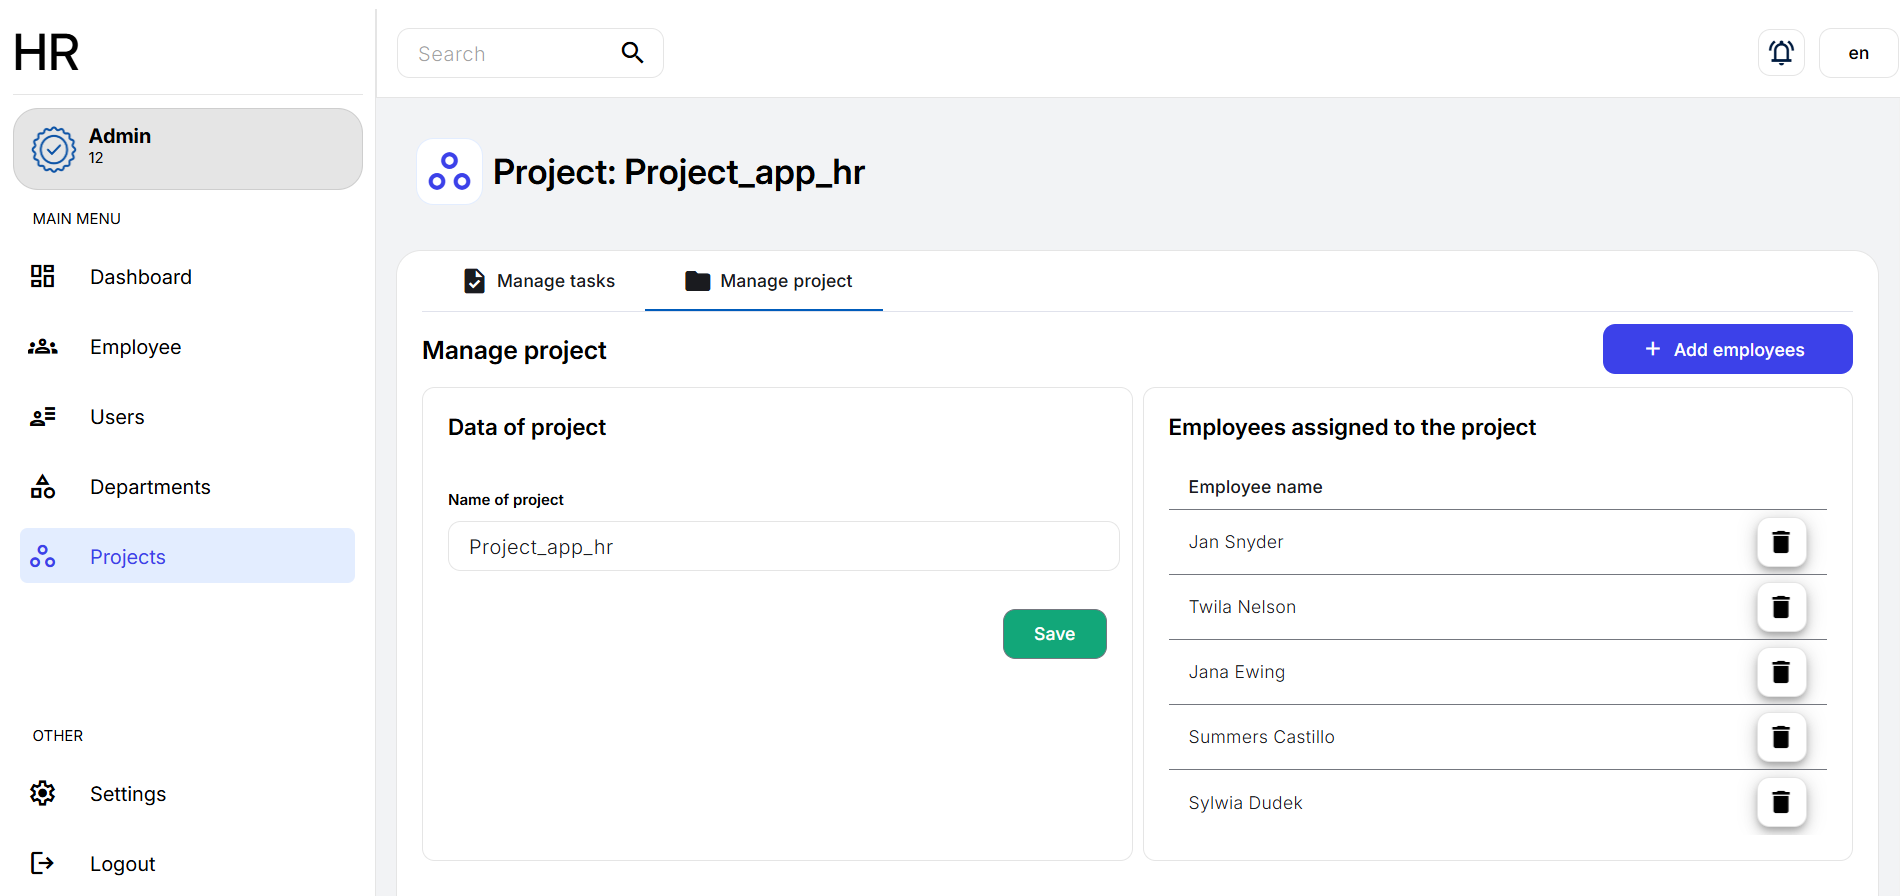 HR
Admin
12
MAIN MENU
Dashboard
Employee
Users
Departments
Projects
OTHER
Settings
Logout
Search
en
Project: Project_app_hr
Manage tasks
Manage project
Manage project
+ Add employees
Data of project
Name of project
Project_app_hr
Save
Employees assigned to the project
Employee name
Jan Snyder
Twila Nelson
Jana Ewing
Summers Castillo
Sylwia Dudek